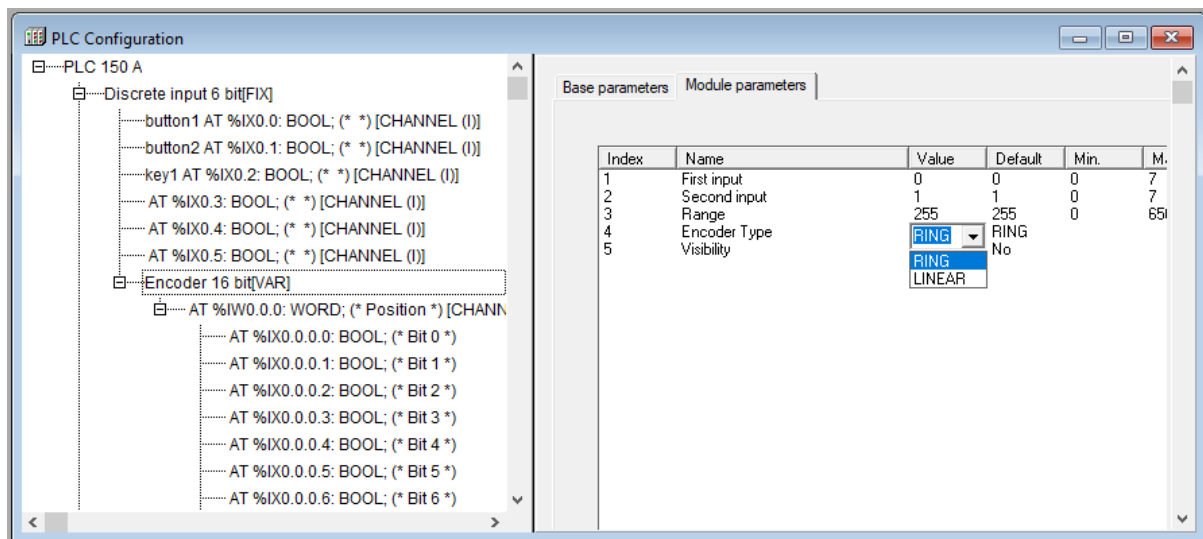 PLC Configuration
PLC 150 A
Discrete input 6 bit[FIX]
button1 AT %IX0.0: BOOL; (* *) [CHANNEL (I)]
button2 AT %IX0.1: BOOL; (* *) [CHANNEL (I)]
key1 AT %IX0.2: BOOL; (* *) [CHANNEL (I)]
AT %IX0.3: BOOL; (* *) [CHANNEL (I)]
AT %IX0.4: BOOL; (* *) [CHANNEL (I)]
AT %IX0.5: BOOL; (* *) [CHANNEL (I)]
Encoder 16 bit[VAR]
AT %IW0.0.0: WORD; (* Position *) [CHANN
AT %IX0.0.0.0: BOOL; (* Bit 0 *)
AT %IX0.0.0.1: BOOL; (* Bit 1 *)
AT %IX0.0.0.2: BOOL; (* Bit 2 *)
AT %IX0.0.0.3: BOOL; (* Bit 3 *)
AT %IX0.0.0.4: BOOL; (* Bit 4 *)
AT %IX0.0.0.5: BOOL; (* Bit 5 *)
AT %IX0.0.0.6: BOOL; (* Bit 6 *)
Base parameters Module parameters
Index Name Value Default Min.
1 First input 0 0 0 7
2 Second input 1 1 0 7
3 Range 255 255 0
4 Encoder Type RING RING
5 Visibility No
RING
LINEAR